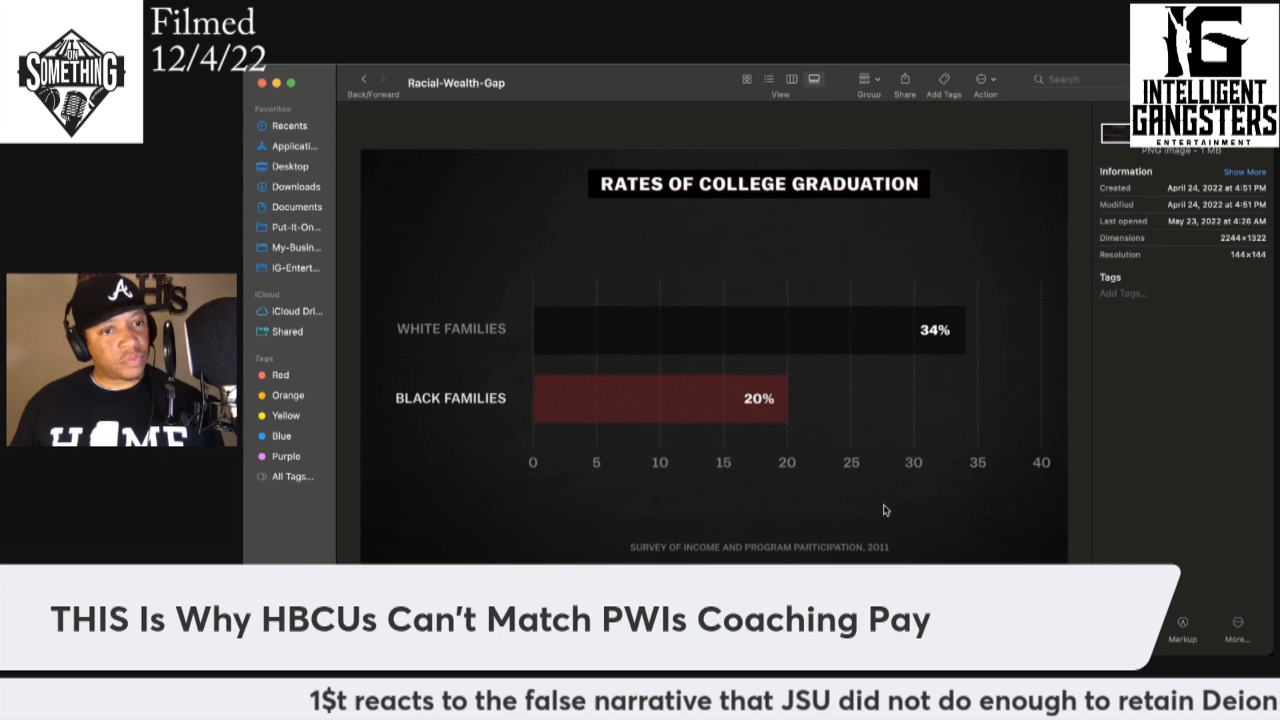 ON
SOMETHING
Filmed
12/4/22
IG
INTELLIGENT
GANGSTERS
ENTERTAINMENT
Racial-Wealth-Gap
Back/Forward
View
Group
Share
Add Tags
Action
Search
Favorites
Recents
Applicati...
Desktop
Downloads
Documents
Put-It-On...
My-Busin...
IG-Entert...
iCloud
iCloud Dri...
Shared
Tags
Red
Orange
Yellow
Blue
Purple
All Tags...
RATES OF COLLEGE GRADUATION
WHITE FAMILIES
34%
BLACK FAMILIES
20%
0 5 10 15 20 25 30 35 40
SURVEY OF INCOME AND PROGRAM PARTICIPATION, 2011
PNG image - 1 MB
Information
Show More
Created April 24, 2022 at 4:51 PM
Modified April 24, 2022 at 4:51 PM
Last opened May 23, 2022 at 4:26 AM
Dimensions 2244×1322
Resolution 144×144
Tags
Add Tags...
Markup
More...
A
H's
THIS Is Why HBCUs Can't Match PWIs Coaching Pay
1$t reacts to the false narrative that JSU did not do enough to retain Deion